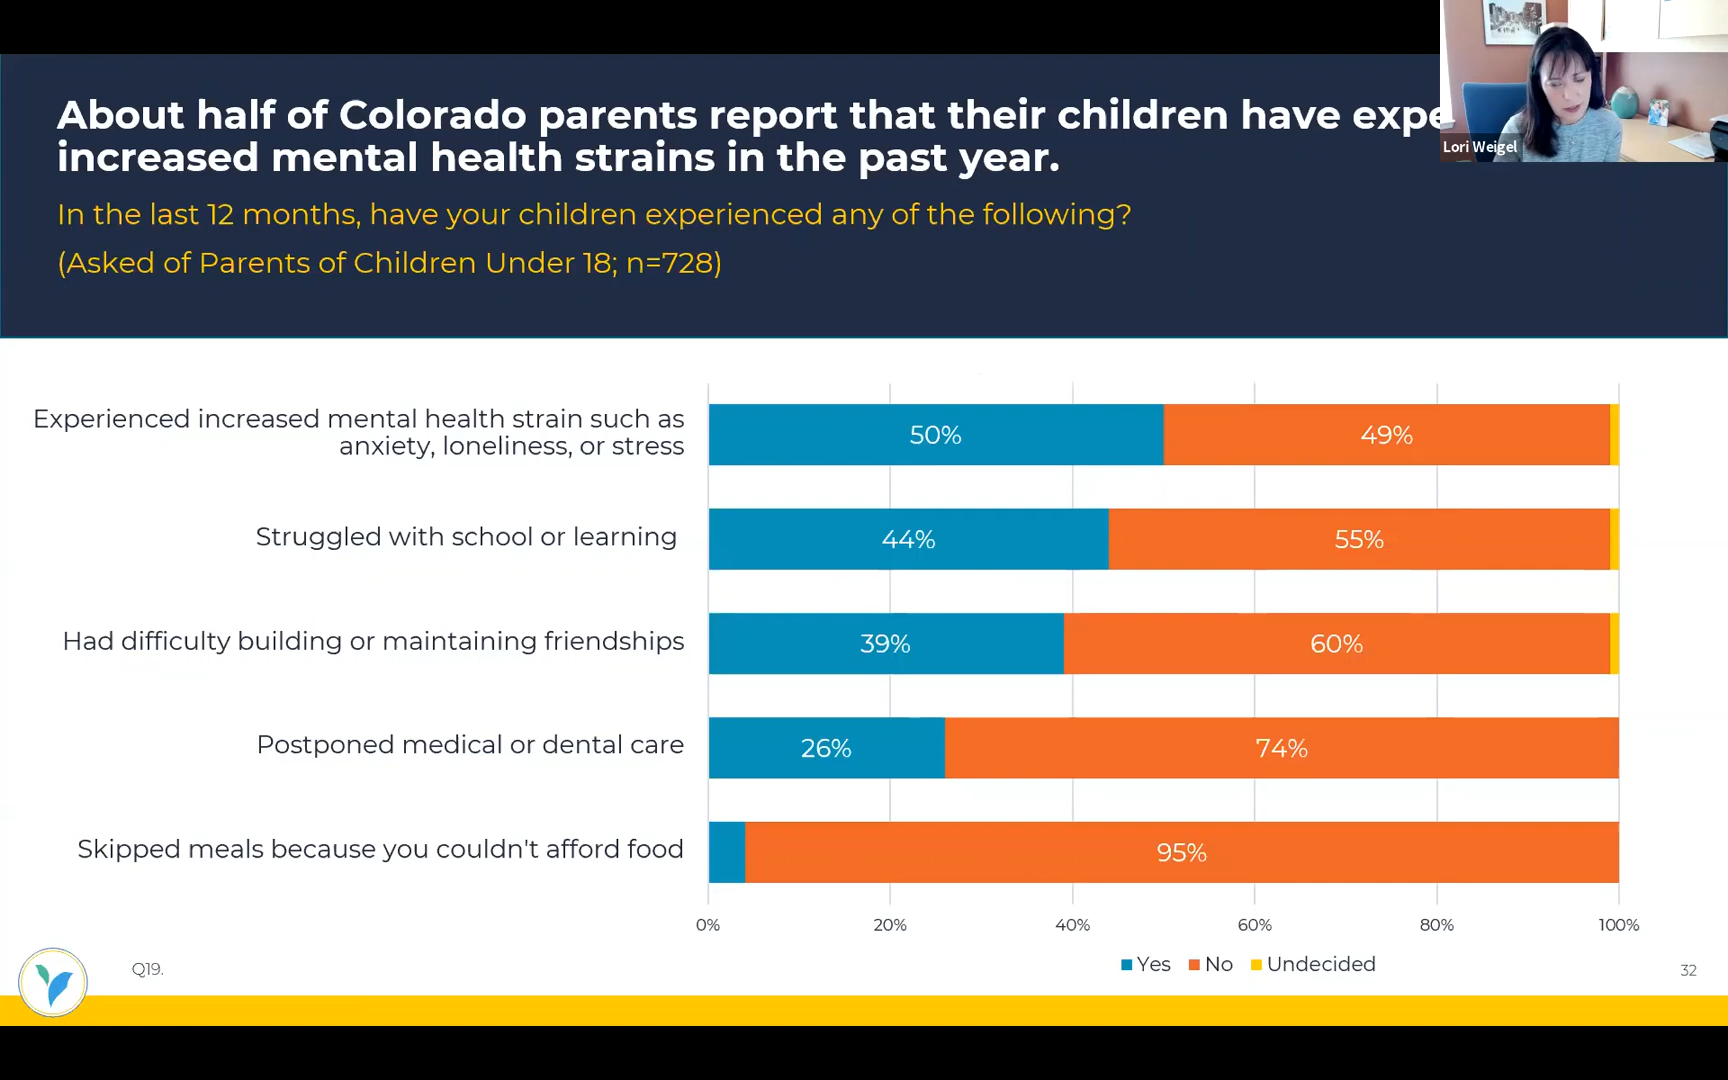 About half of Colorado parents report that their children have expe
increased mental health strains in the past year.
In the last 12 months, have your children experienced any of the following?
(Asked of Parents of Children Under 18; n=728)
Lori Weigel
Experienced increased mental health strain such as
anxiety, loneliness, or stress
50%
49%
Struggled with school or learning
44%
55%
Had difficulty building or maintaining friendships
39%
60%
Postponed medical or dental care
26%
74%
Skipped meals because you couldn't afford food
95%
0%
20%
40%
60%
80%
100%
Yes
No
Undecided
Q19.
32